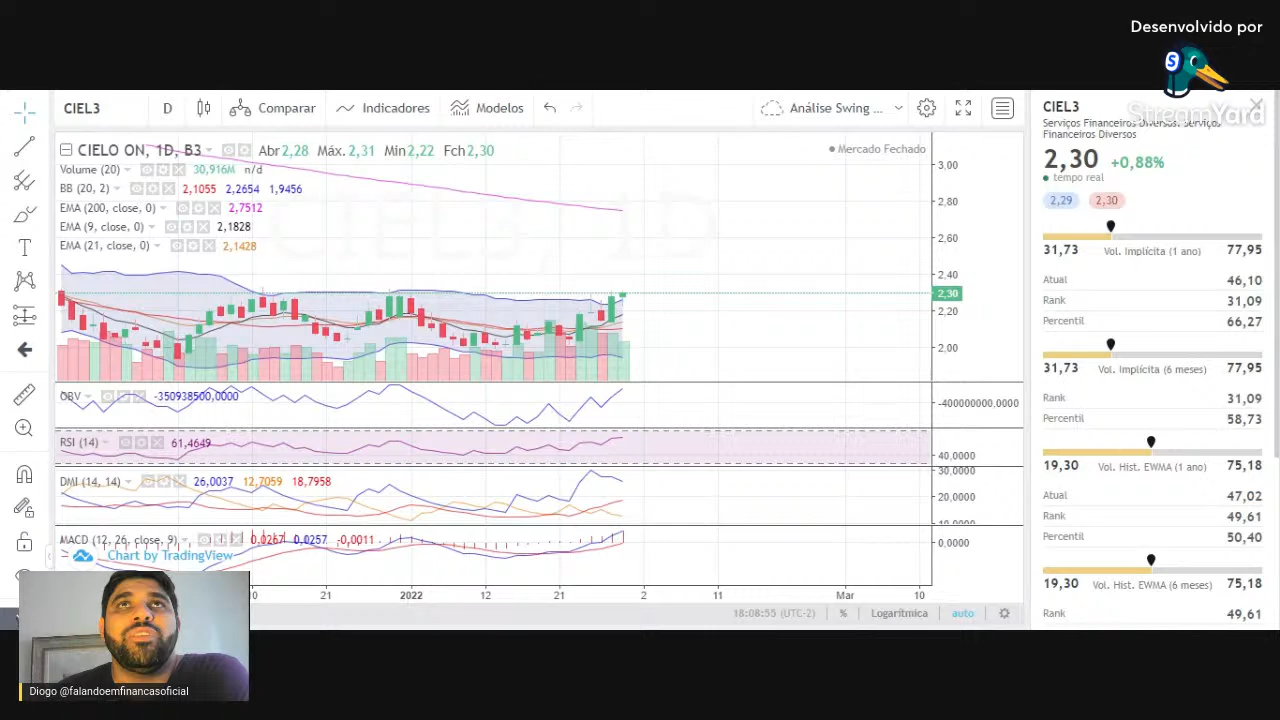 Desenvolvido por
S
StreamYard
CIEL3
D
Comparar
Indicadores
Modelos
Análise Swing ...
CIELO ON, 1D, B3
Abr 2,28 Máx. 2,31 Mín 2,22 Fch 2,30
Mercado Fechado
Volume (20) 30,916M n/d
BB (20, 2) 2,1055 2,2654 1,9456
EMA (200, close, 0) 2,7512
EMA (9, close, 0) 2,1828
EMA (21, close, 0) 2,1428
CIEL3, 1D
3,00
2,80
2,60
2,40
2,30
2,20
2,00
OBV -350938500,0000
-400000000,0000
RSI (14) 61,4649
40,0000
DMI (14, 14) 26,0037 12,7059 18,7958
30,0000
20,0000
10,0000
MACD (12, 26, close, 9) 0,0267 0,0257 -0,0011
0,0000
Chart by TradingView
21
2022
12
21
2
11
Mar
10
18:08:55 (UTC-2)
%
Logarítmica
auto
CIEL3
Serviços Financeiros Diversos. Serviços
Financeiros Diversos
2,30 +0,88%
tempo real
2,29 2,30
31,73 Vol. Implícita (1 ano) 77,95
Atual 46,10
Rank 31,09
Percentil 66,27
31,73 Vol. Implícita (6 meses) 77,95
Rank 31,09
Percentil 58,73
19,30 Vol. Hist. EWMA (1 ano) 75,18
Atual 47,02
Rank 49,61
Percentil 50,40
19,30 Vol. Hist. EWMA (6 meses) 75,18
Rank 49,61
Diogo @falandoemfinancasoficial